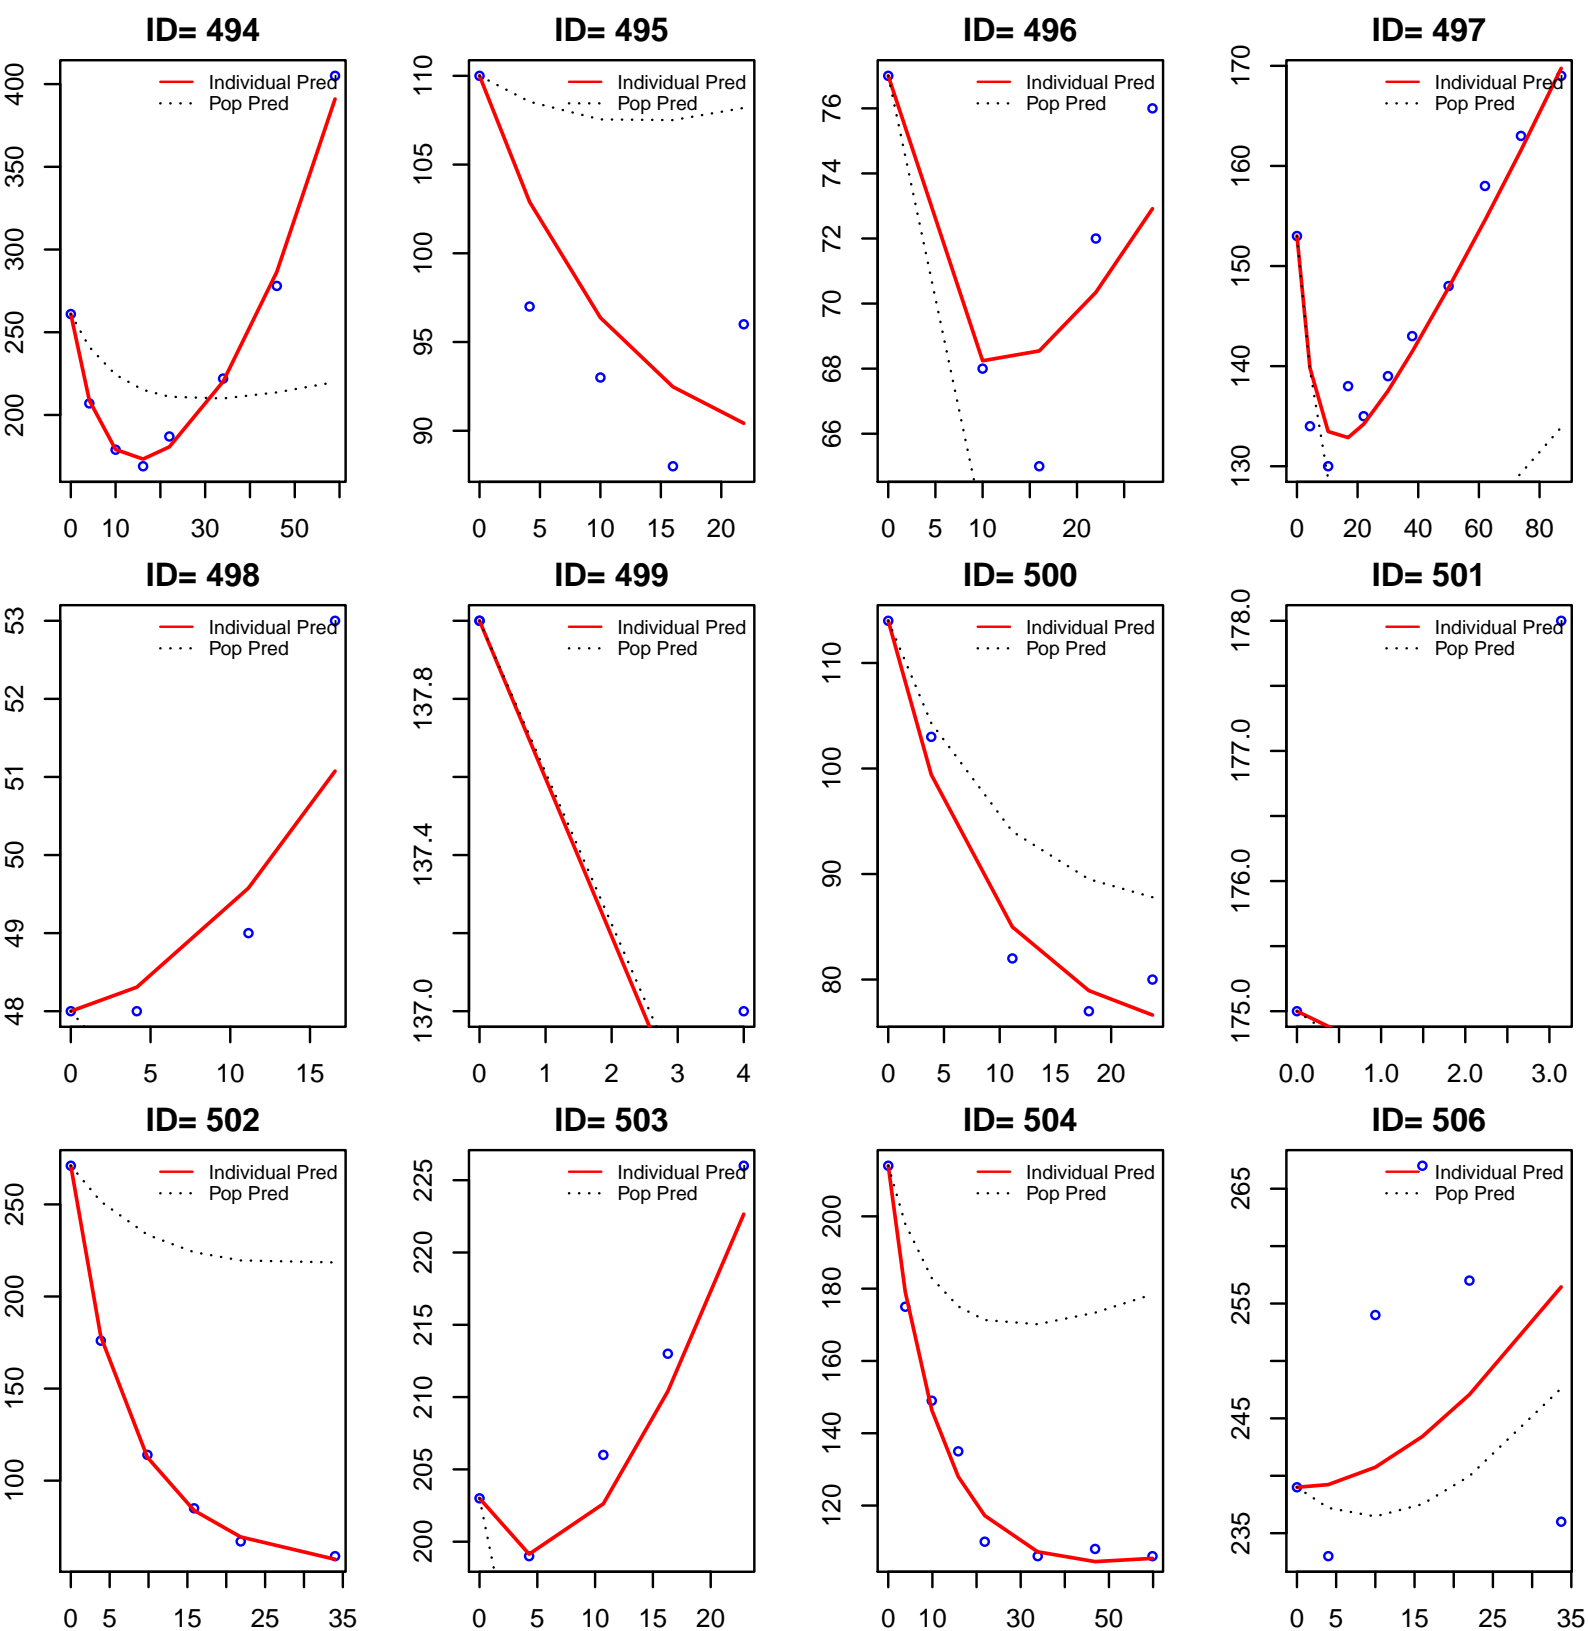 ID= 494
Individual Pred
Pop Pred
400
350
300
250
200
0 10 30 50
ID= 495
Individual Pred
Pop Pred
110
105
100
95
90
0 5 10 15 20
ID= 496
Individual Pred
Pop Pred
76
74
72
70
68
66
0 5 10 20
ID= 497
Individual Pred
Pop Pred
170
160
150
140
130
0 20 40 60 80
ID= 498
Individual Pred
Pop Pred
53
52
51
50
49
48
0 5 10 15
ID= 499
Individual Pred
Pop Pred
137.8
137.4
137.0
0 1 2 3 4
ID= 500
Individual Pred
Pop Pred
110
100
90
80
0 5 10 15 20
ID= 501
Individual Pred
Pop Pred
178.0
177.0
176.0
175.0
0.0 1.0 2.0 3.0
ID= 502
Individual Pred
Pop Pred
250
200
150
100
0 5 15 25 35
ID= 503
Individual Pred
Pop Pred
225
220
215
210
205
200
0 5 10 15 20
ID= 504
Individual Pred
Pop Pred
200
180
160
140
120
0 10 30 50
ID= 506
Individual Pred
Pop Pred
265
255
245
235
0 5 15 25 35